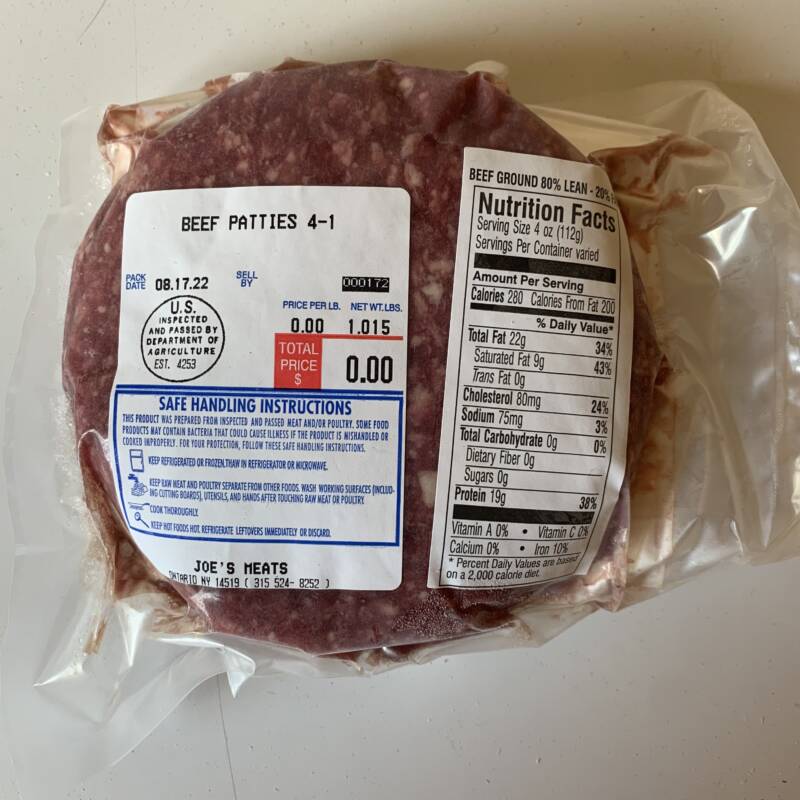 BEEF PATTIES 4-1
PACK DATE 08.17.22 SELL BY 000172
U.S. INSPECTED AND PASSED BY DEPARTMENT OF AGRICULTURE EST. 4253
PRICE PER LB. NET WT.LBS.
0.00 1.015
TOTAL PRICE $ 0.00
SAFE HANDLING INSTRUCTIONS
THIS PRODUCT WAS PREPARED FROM INSPECTED AND PASSED MEAT AND/OR POULTRY. SOME FOOD
PRODUCTS MAY CONTAIN BACTERIA THAT COULD CAUSE ILLNESS IF THE PRODUCT IS MISHANDLED OR
COOKED IMPROPERLY. FOR YOUR PROTECTION, FOLLOW THESE SAFE HANDLING INSTRUCTIONS.
KEEP REFRIGERATED OR FROZEN.THAW IN REFRIGERATOR OR MICROWAVE.
KEEP RAW MEAT AND POULTRY SEPARATE FROM OTHER FOODS. WASH WORKING SURFACES (INCLUD-
ING CUTTING BOARDS), UTENSILS, AND HANDS AFTER TOUCHING RAW MEAT OR POULTRY.
COOK THOROUGHLY.
KEEP HOT FOODS HOT. REFRIGERATE LEFTOVERS IMMEDIATELY OR DISCARD.
JOE'S MEATS
ONTARIO NY 14519 ( 315 524- 8252 )
BEEF GROUND 80% LEAN - 20%
Nutrition Facts
Serving Size 4 oz (112g)
Servings Per Container varied
Amount Per Serving
Calories 280 Calories From Fat 200
% Daily Value*
Total Fat 22g 34%
Saturated Fat 9g 43%
Trans Fat 0g
Cholesterol 80mg 24%
Sodium 75mg 3%
Total Carbohydrate 0g 0%
Dietary Fiber 0g
Sugars 0g
Protein 19g 38%
Vitamin A 0% • Vitamin C 0%
Calcium 0% • Iron 10%
* Percent Daily Values are based
on a 2,000 calorie diet.